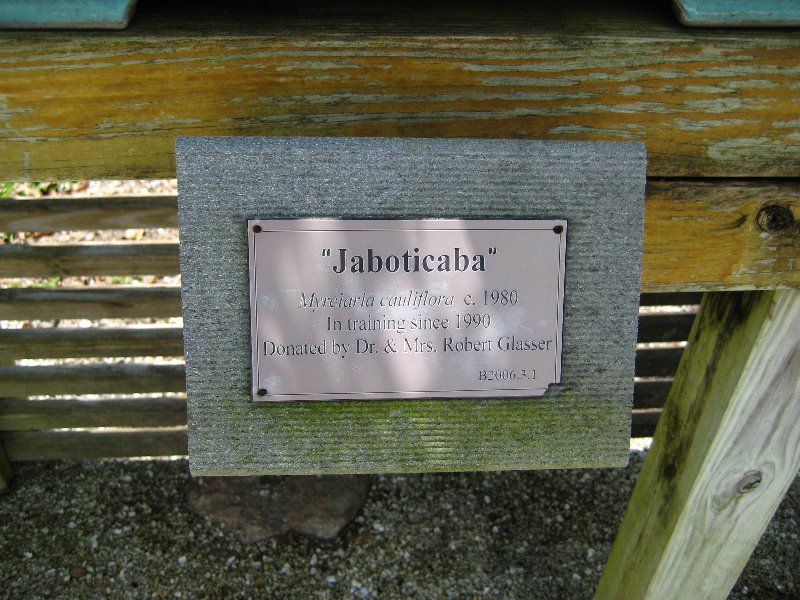 "Jaboticaba"
Myrciaria cauliflora c. 1980
In training since 1990
Donated by Dr. & Mrs. Robert Glasser
B2006.3.1